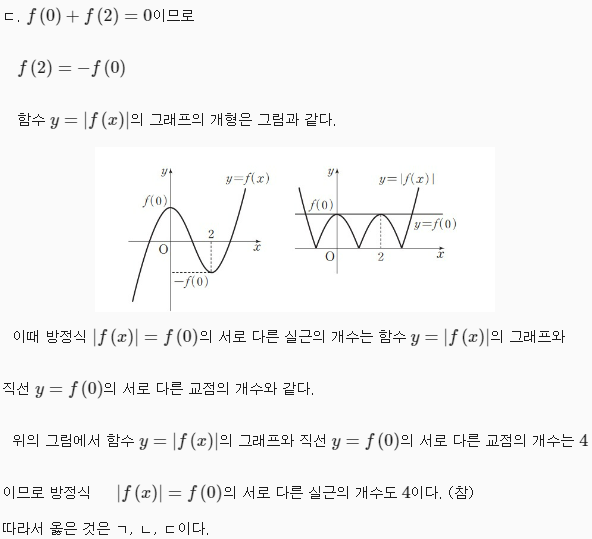 ㄷ. f(0)+f(2)=0이므로
f(2)=-f(0)
함수 y=|f(x)|의 그래프의 개형은 그림과 같다.
y
y=f(x)
f(0)
2
O
x
-f(0)
y
y=|f(x)|
f(0)
y=f(0)
O
2
x
이때 방정식 |f(x)|=f(0)의 서로 다른 실근의 개수는 함수 y=|f(x)|의 그래프와
직선 y=f(0)의 서로 다른 교점의 개수와 같다.
위의 그림에서 함수 y=|f(x)|의 그래프와 직선 y=f(0)의 서로 다른 교점의 개수는 4
이므로 방정식 |f(x)|=f(0)의 서로 다른 실근의 개수도 4이다. (참)
따라서 옳은 것은 ㄱ, ㄴ, ㄷ이다.